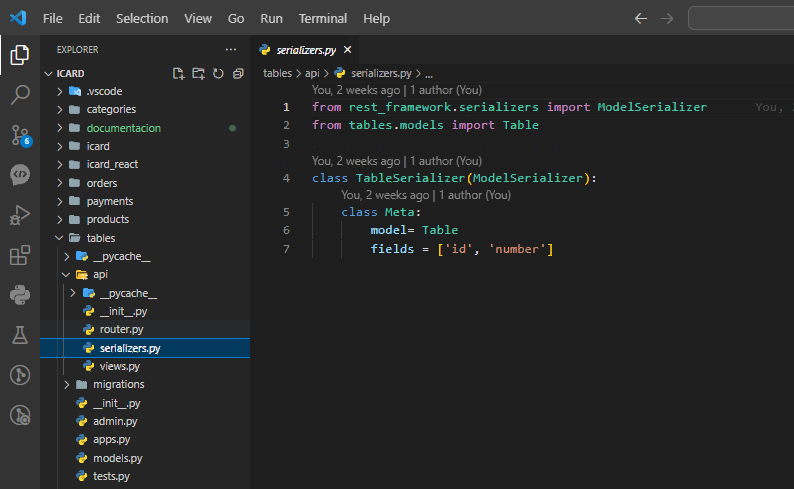 File Edit Selection View Go Run Terminal Help
EXPLORER
ICARD
.vscode
categories
documentacion
icard
icard_react
orders
payments
products
tables
__pycache__
api
__pycache__
__init__.py
router.py
serializers.py
views.py
migrations
__init__.py
admin.py
apps.py
models.py
tests.py
6
serializers.py
tables > api > serializers.py > ...
You, 2 weeks ago | 1 author (You)
1 from rest_framework.serializers import ModelSerializer You,
2 from tables.models import Table
3
You, 2 weeks ago | 1 author (You)
4 class TableSerializer(ModelSerializer):
You, 2 weeks ago | 1 author (You)
5 class Meta:
6 model= Table
7 fields = ['id', 'number']